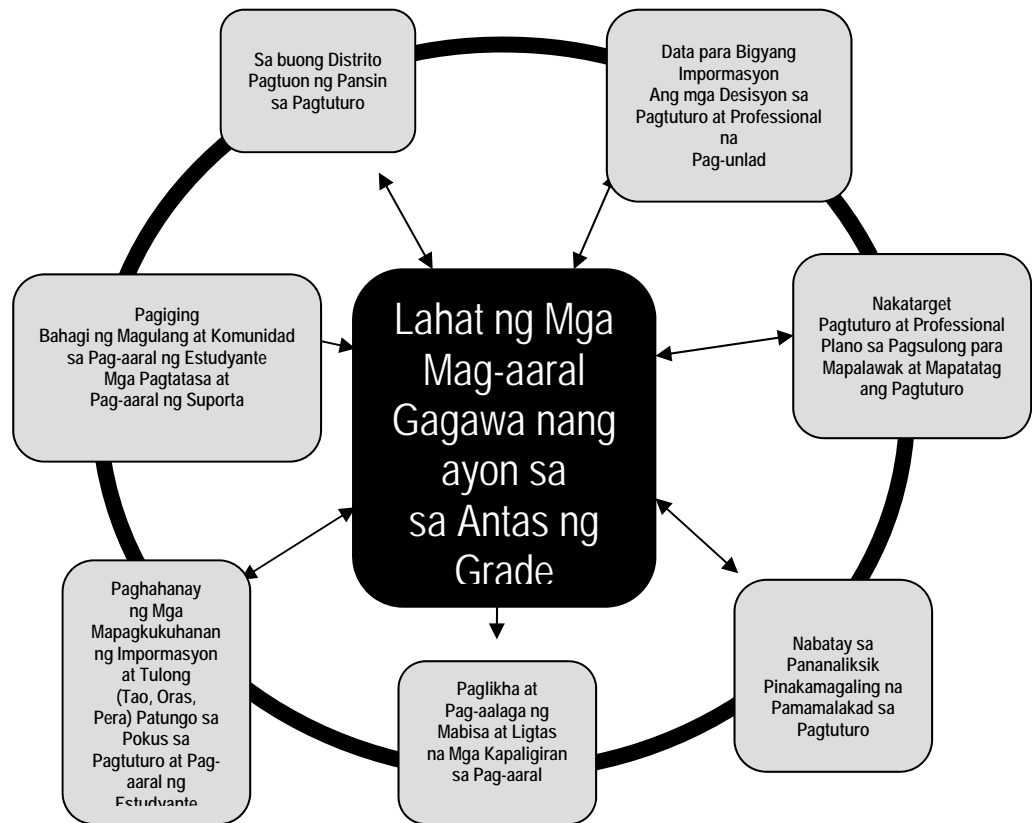 Sa buong Distrito
Pagtuon ng Pansin
sa Pagtuturo
Data para Bigyang
Impormasyon
Ang mga Desisyon sa
Pagtuturo at Professional
na
Pag-unlad
Pagiging
Bahagi ng Magulang at Komunidad
sa Pag-aaral ng Estudyante
Mga Pagtatasa at
Pag-aaral ng Suporta
Lahat ng Mga
Mag-aaral
Gagawa nang
ayon sa
sa Antas ng
Grade
Nakatarget
Pagtuturo at Professional
Plano sa Pagsulong para
Mapalawak at Mapatatag
ang Pagtuturo
Paghahanay
ng Mga
Mapagkukuhanan
ng Impormasyon
at Tulong
(Tao, Oras,
Pera) Patungo sa
Pokus sa
Pagtuturo at Pag-
aaral ng
Estudyante
Paglikha at
Pag-aalaga ng
Mabisa at Ligtas
na Mga Kapaligiran
sa Pag-aaral
Nabatay sa
Pananaliksik
Pinakamagaling na
Pamamalakad sa
Pagtuturo